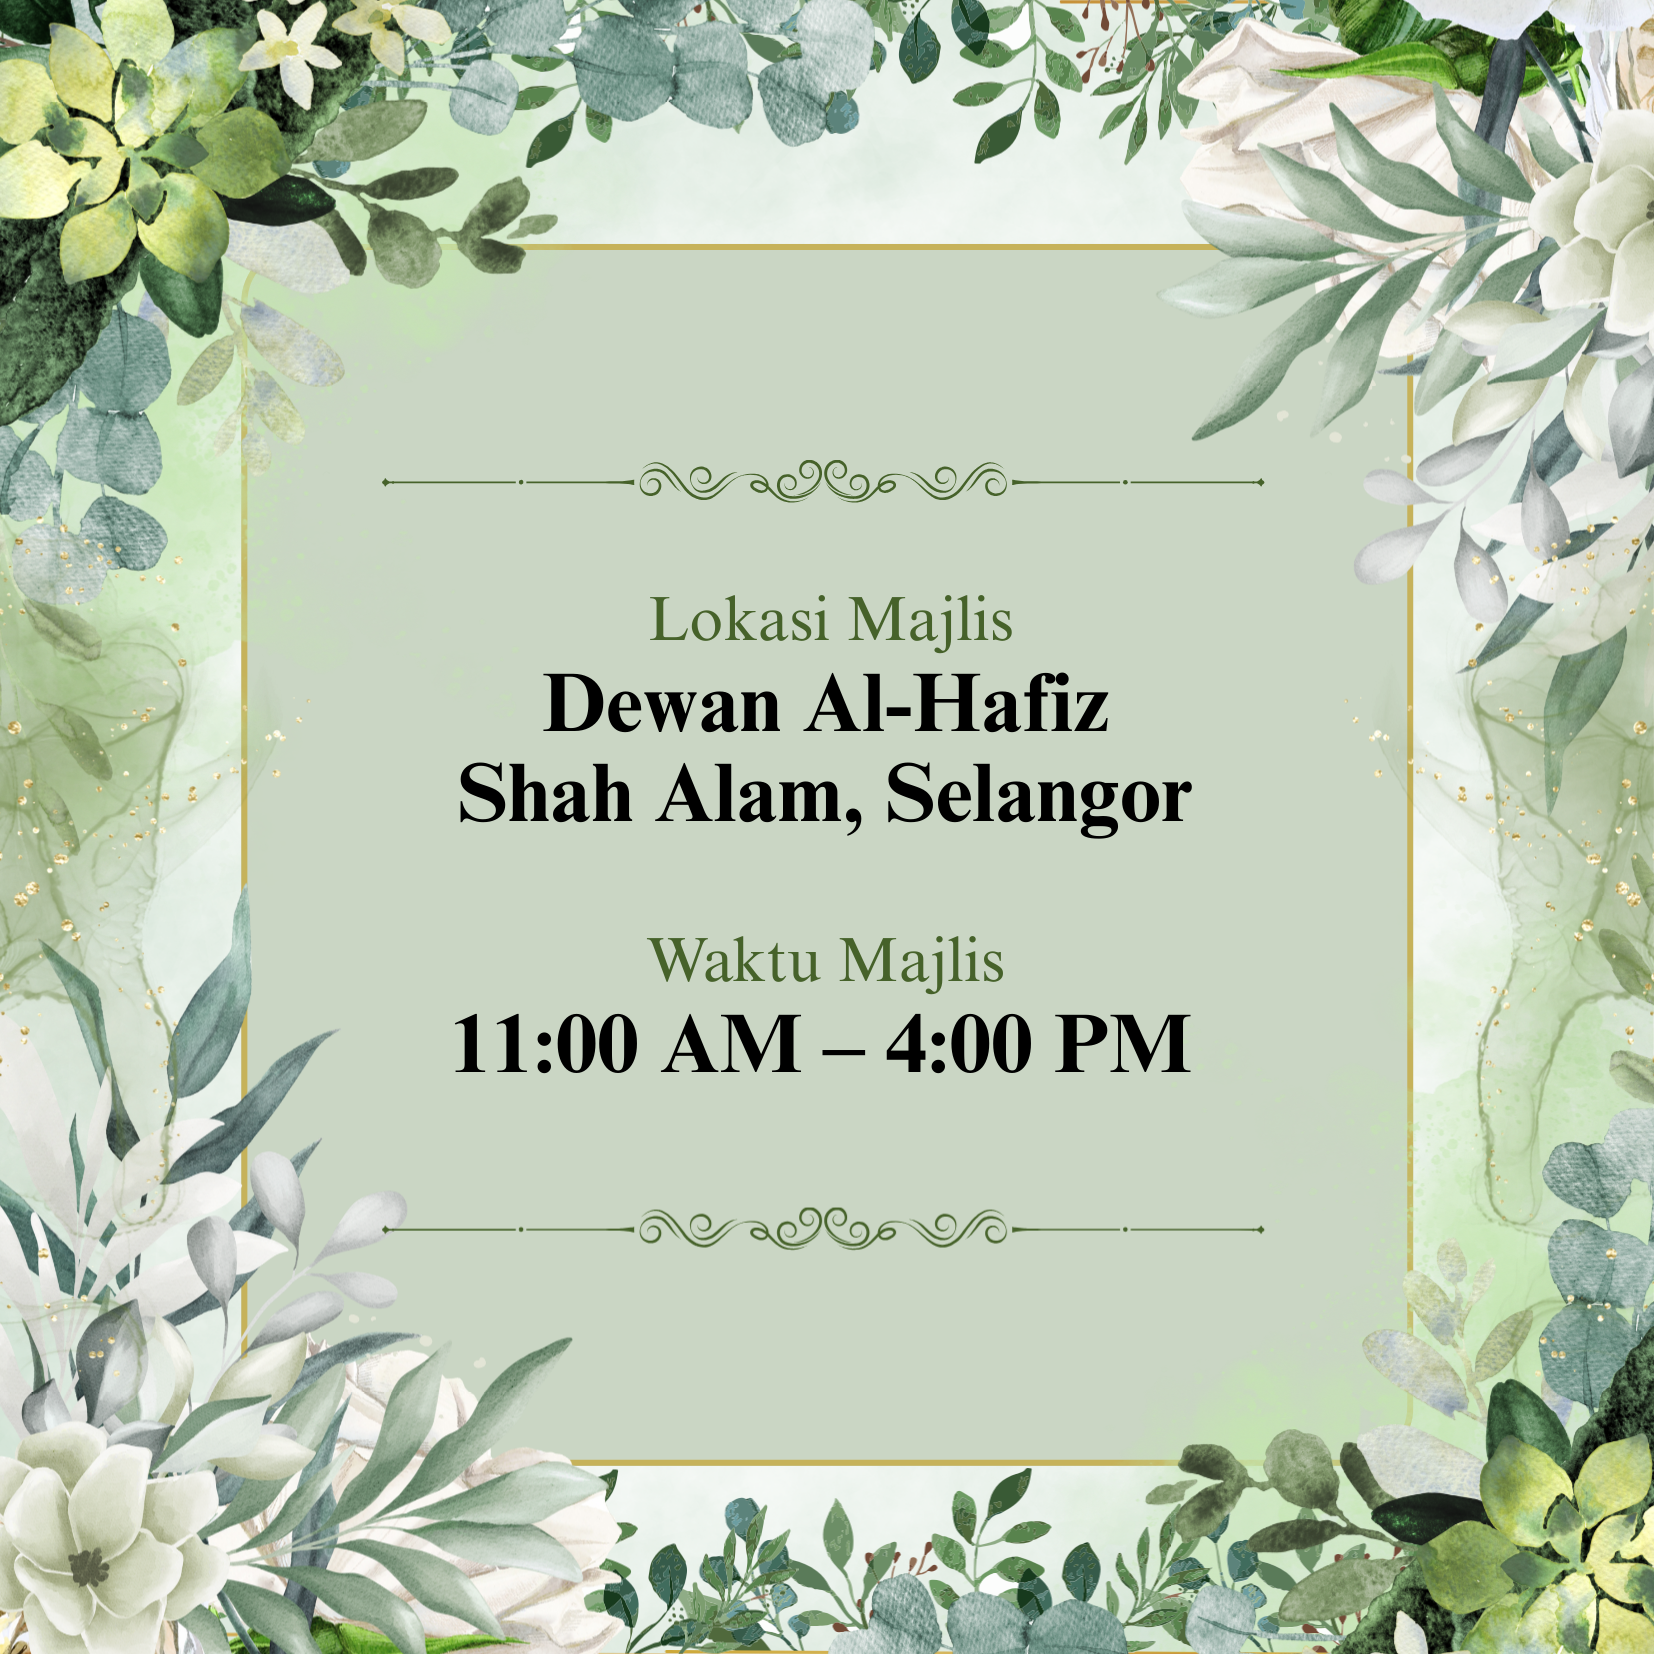 Lokasi Majlis
Dewan Al-Hafiz
Shah Alam, Selangor
Waktu Majlis
11:00 AM – 4:00 PM